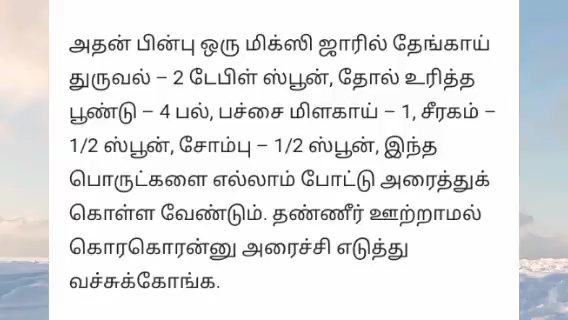 அதன் பின்பு ஒரு மிக்ஸி ஜாரில் தேங்காய்
துருவல் – 2 டேபிள் ஸ்பூன், தோல் உரித்த
பூண்டு – 4 பல், பச்சை மிளகாய் – 1, சீரகம் –
1/2 ஸ்பூன், சோம்பு – 1/2 ஸ்பூன், இந்த
பொருட்களை எல்லாம் போட்டு அரைத்துக்
கொள்ள வேண்டும். தண்ணீர் ஊற்றாமல்
கொரகொரன்னு அரைச்சி எடுத்து
வச்சுக்கோங்க.